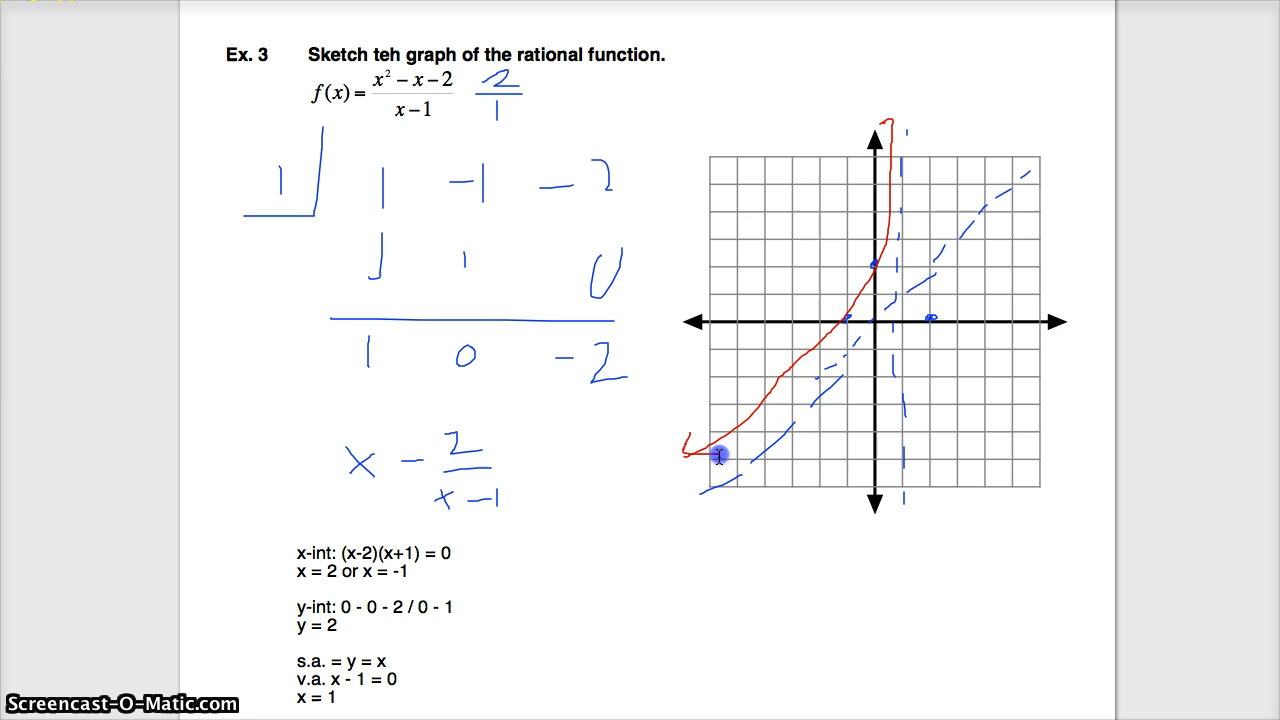 Ex. 3 Sketch teh graph of the rational function.
f(x) = x² − x − 2 / x − 1
2 / 1
1 1 −1 −2
1 0
1 0 −2
x − 2 / x − 1
x-int: (x-2)(x+1) = 0
x = 2 or x = -1
y-int: 0 - 0 - 2 / 0 - 1
y = 2
s.a. = y = x
v.a. x - 1 = 0
x = 1
Screencast-O-Matic.com